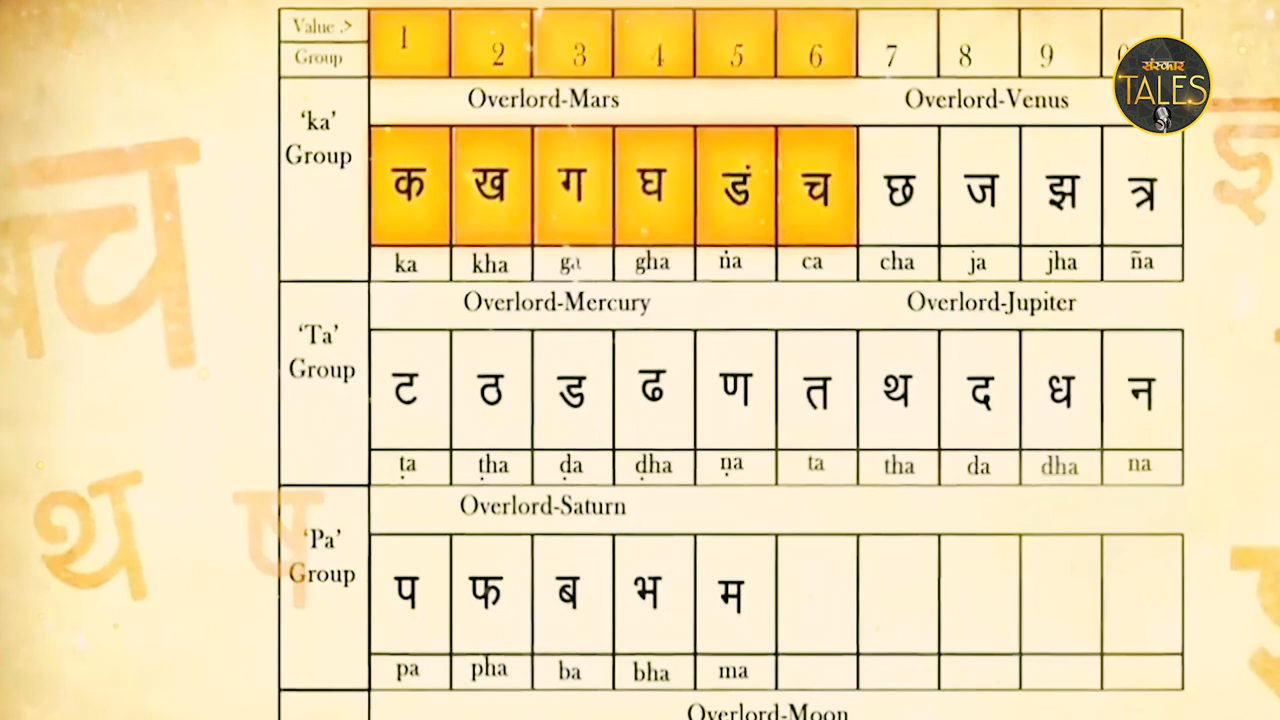 Value .>
1 2 3 4 5 6 7 8 9
Group
संस्कार
TALES
Overlord-Mars Overlord-Venus
'ka'
Group
क ख ग घ डं च छ ज झ त्र
ka kha ga gha ṅa ca cha ja jha ña
Overlord-Mercury Overlord-Jupiter
'Ta'
Group
ट ठ ड ढ ण त थ द ध न
ṭa ṭha ḍa ḍha ṇa ta tha da dha na
Overlord-Saturn
'Pa'
Group
प फ ब भ म
pa pha ba bha ma
Overlord-Moon
च
थ ष